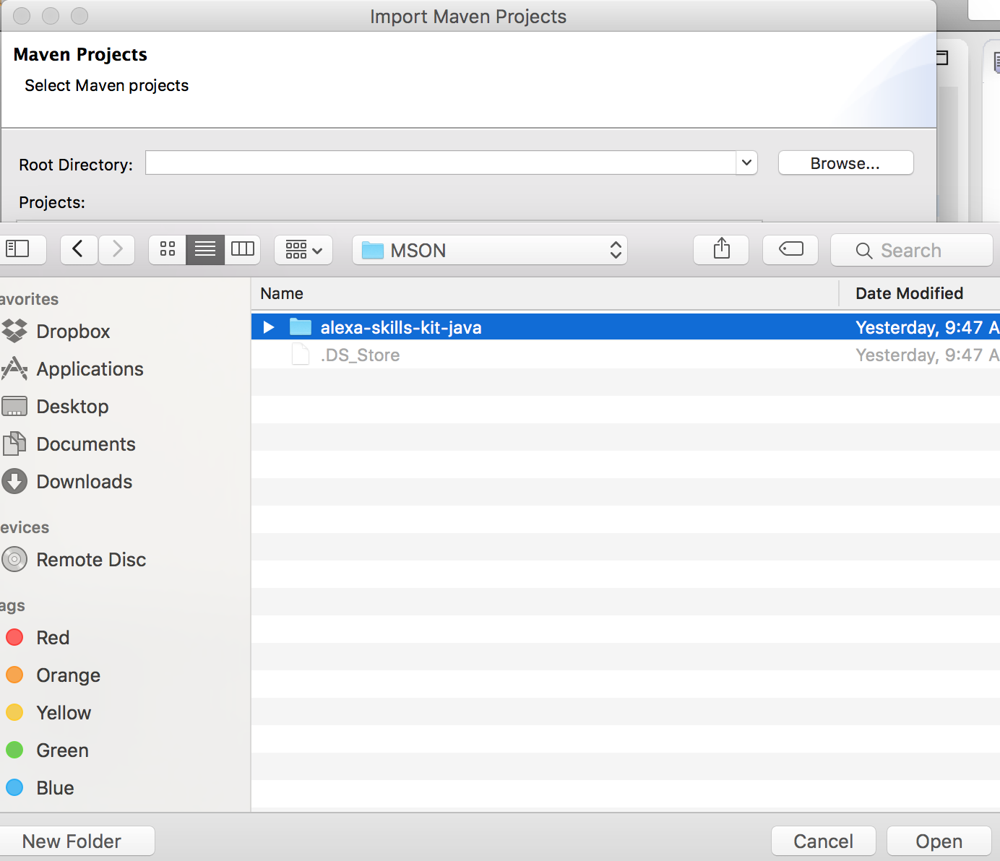 Import Maven Projects
Maven Projects
Select Maven projects
Root Directory:
Browse...
Projects:
MSON
Search
avorites
Dropbox
Applications
Desktop
Documents
Downloads
evices
Remote Disc
ags
Red
Orange
Yellow
Green
Blue
Name Date Modified
alexa-skills-kit-java Yesterday, 9:47 A
.DS_Store Yesterday, 9:47 A
New Folder
Cancel
Open